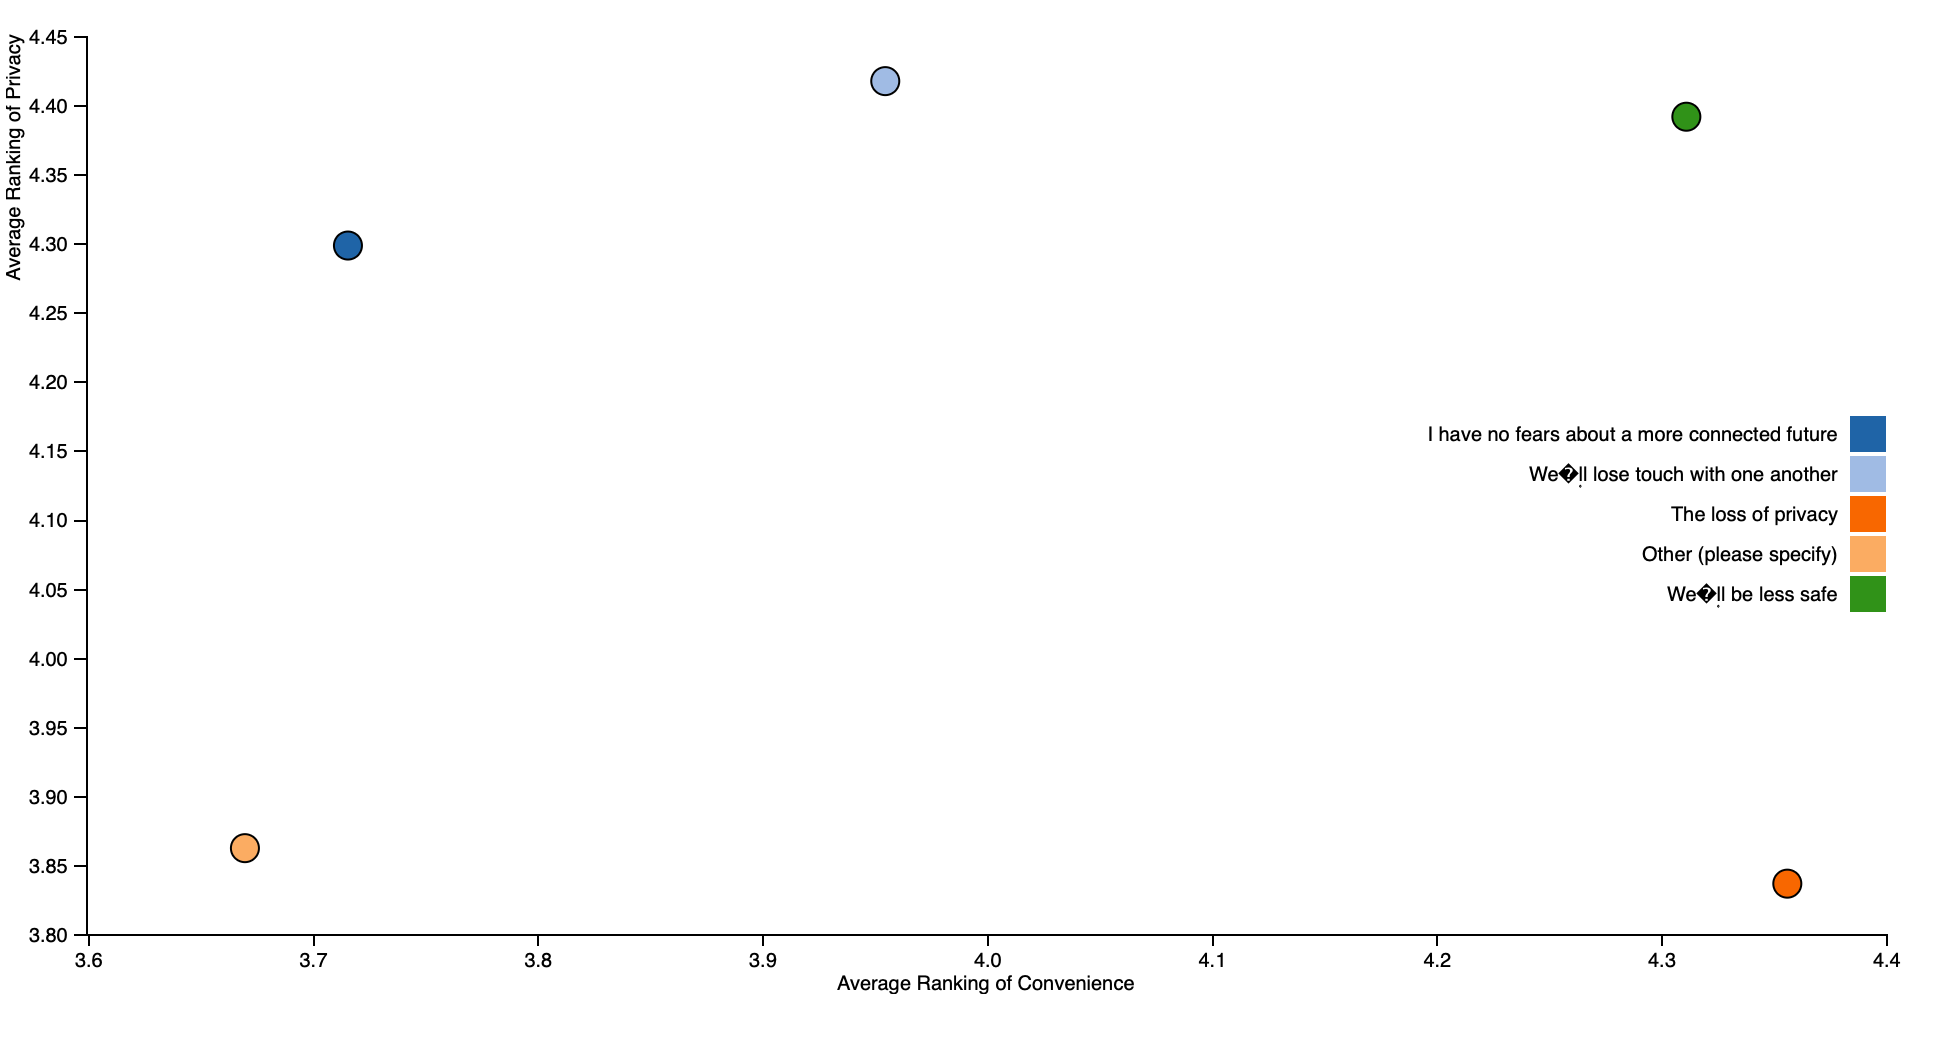 Average Ranking of Privacy
4.45
4.40
4.35
4.30
4.25
4.20
4.15
4.10
4.05
4.00
3.95
3.90
3.85
3.80
3.6 3.7 3.8 3.9 4.0 4.1 4.2 4.3 4.4
Average Ranking of Convenience
I have no fears about a more connected future
We�̣ll lose touch with one another
The loss of privacy
Other (please specify)
We�̣ll be less safe